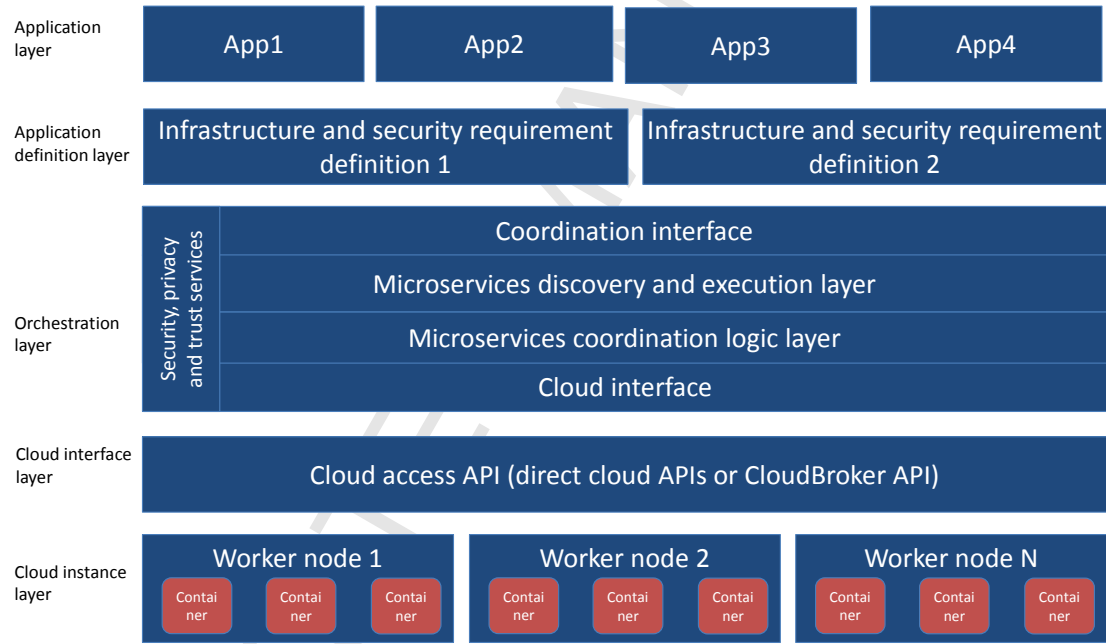 Application
layer
App1
App2
App3
App4
Application
definition layer
Infrastructure and security requirement
definition 1
Infrastructure and security requirement
definition 2
Orchestration
layer
Security, privacy
and trust services
Coordination interface
Microservices discovery and execution layer
Microservices coordination logic layer
Cloud interface
Cloud interface
layer
Cloud access API (direct cloud APIs or CloudBroker API)
Cloud instance
layer
Worker node 1
Contai
ner
Contai
ner
Contai
ner
Worker node 2
Contai
ner
Contai
ner
Contai
ner
Worker node N
Contai
ner
Contai
ner
Contai
ner